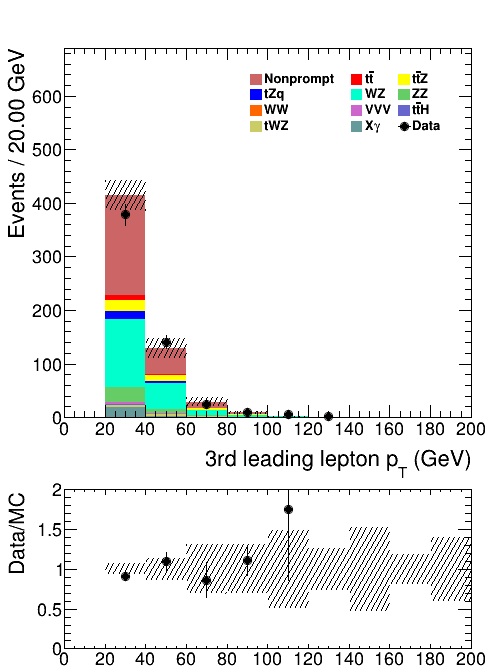 Events / 20.00 GeV
600
500
400
300
200
100
0
Nonprompt tt̄ tt̄Z
tZq WZ ZZ
WW VVV tt̄H
tWZ Xγ Data
0 20 40 60 80 100 120 140 160 180 200
3rd leading lepton p_T (GeV)
Data/MC
2
1.5
1
0.5
0
0 20 40 60 80 100 120 140 160 180 200